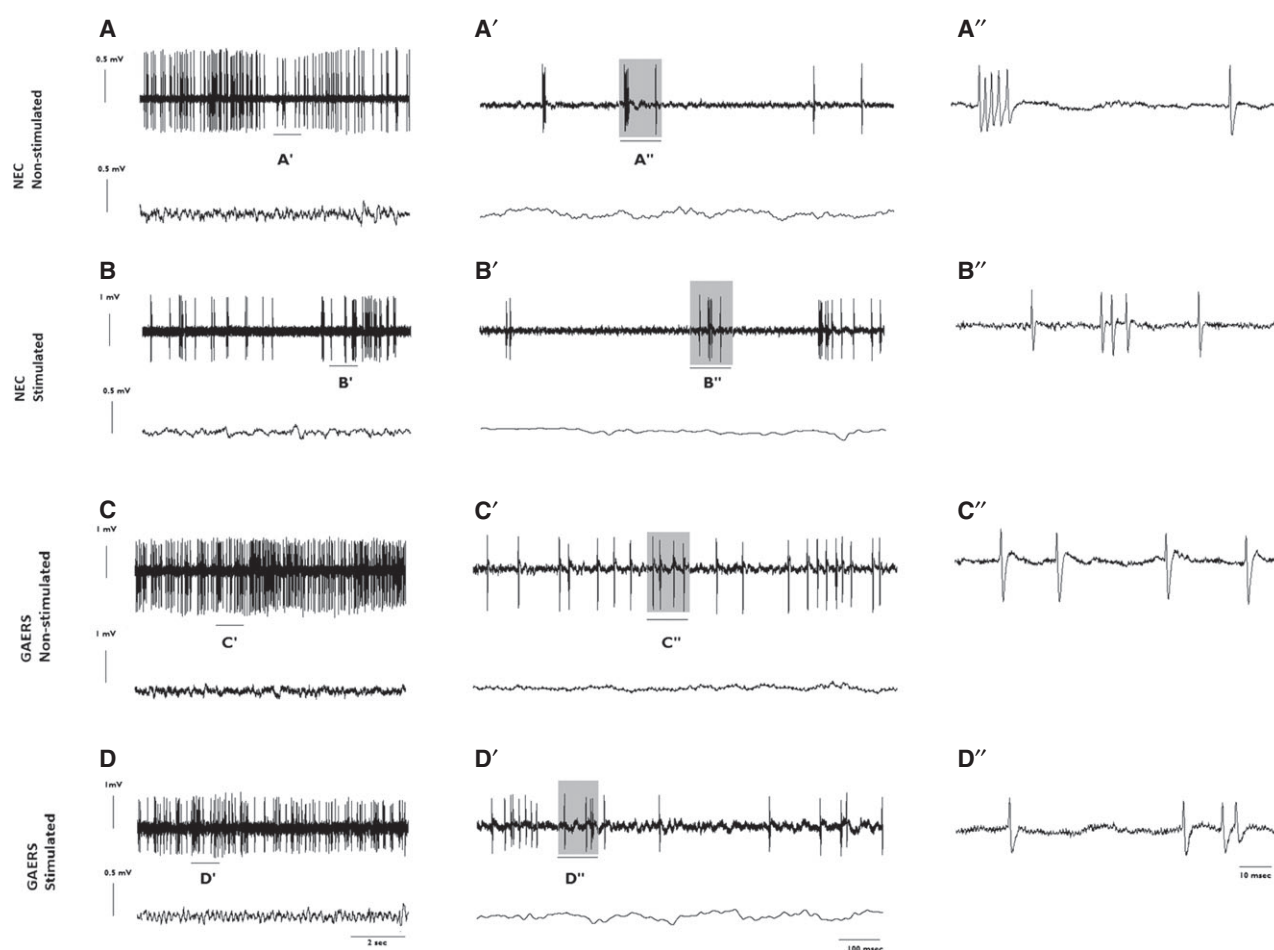 A
A′
A″
0.5 mV
NEC
Non-stimulated
A'
A"
0.5 mV
B
B′
B″
1 mV
NEC
Stimulated
B'
B"
0.5 mV
C
C′
C″
1 mV
GAERS
Non-stimulated
C'
C"
1 mV
D
D′
D″
1mV
GAERS
Stimulated
D'
D"
10 msec
0.5 mV
2 sec
100 msec